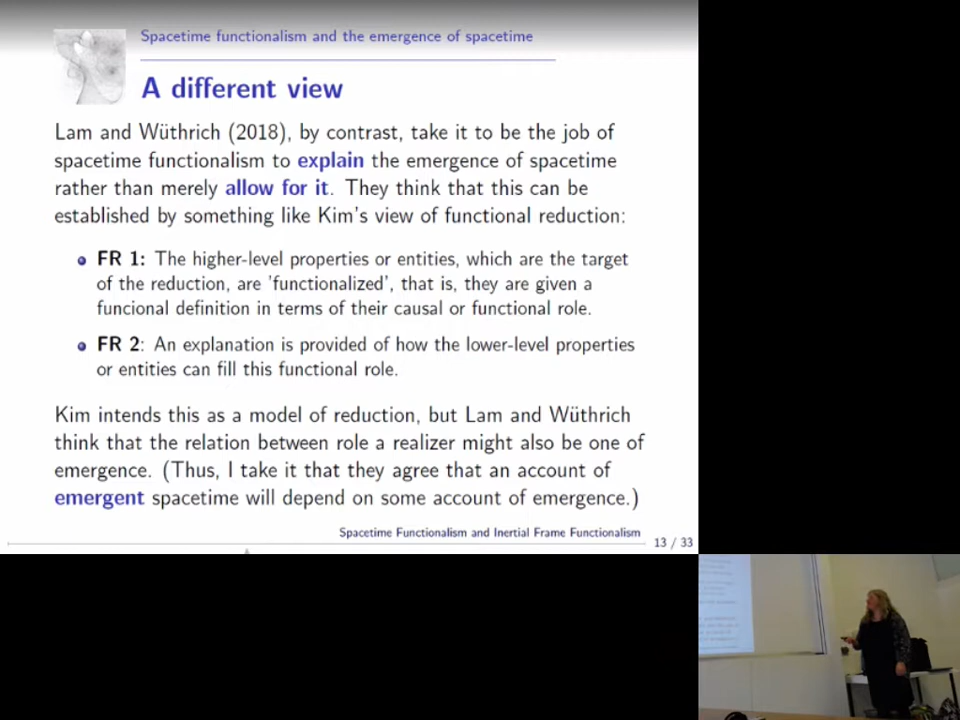 Spacetime functionalism and the emergence of spacetime
A different view
Lam and Wüthrich (2018), by contrast, take it to be the job of
spacetime functionalism to explain the emergence of spacetime
rather than merely allow for it. They think that this can be
established by something like Kim's view of functional reduction:
FR 1: The higher-level properties or entities, which are the target
of the reduction, are 'functionalized', that is, they are given a
funcional definition in terms of their causal or functional role.
FR 2: An explanation is provided of how the lower-level properties
or entities can fill this functional role.
Kim intends this as a model of reduction, but Lam and Wüthrich
think that the relation between role a realizer might also be one of
emergence. (Thus, I take it that they agree that an account of
emergent spacetime will depend on some account of emergence.)
Spacetime Functionalism and Inertial Frame Functionalism
13 / 33